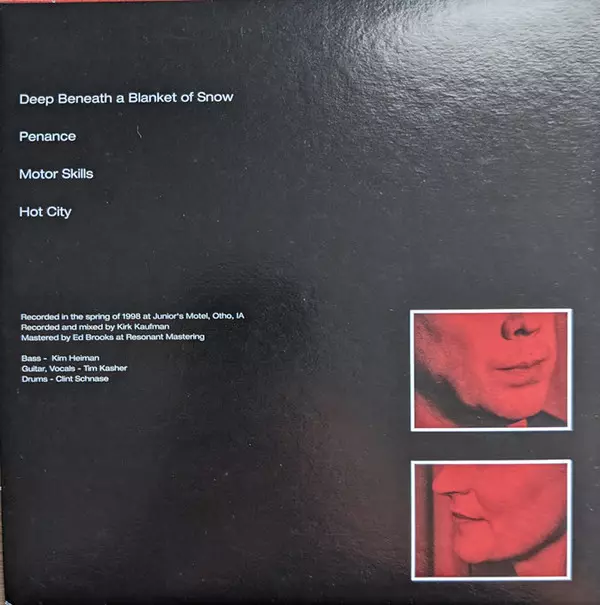 Deep Beneath a Blanket of Snow
Penance
Motor Skills
Hot City
Recorded in the spring of 1998 at Junior's Motel, Otho, IA
Recorded and mixed by Kirk Kaufman
Mastered by Ed Brooks at Resonant Mastering
Bass - Kim Heiman
Guitar, Vocals - Tim Kasher
Drums - Clint Schnase